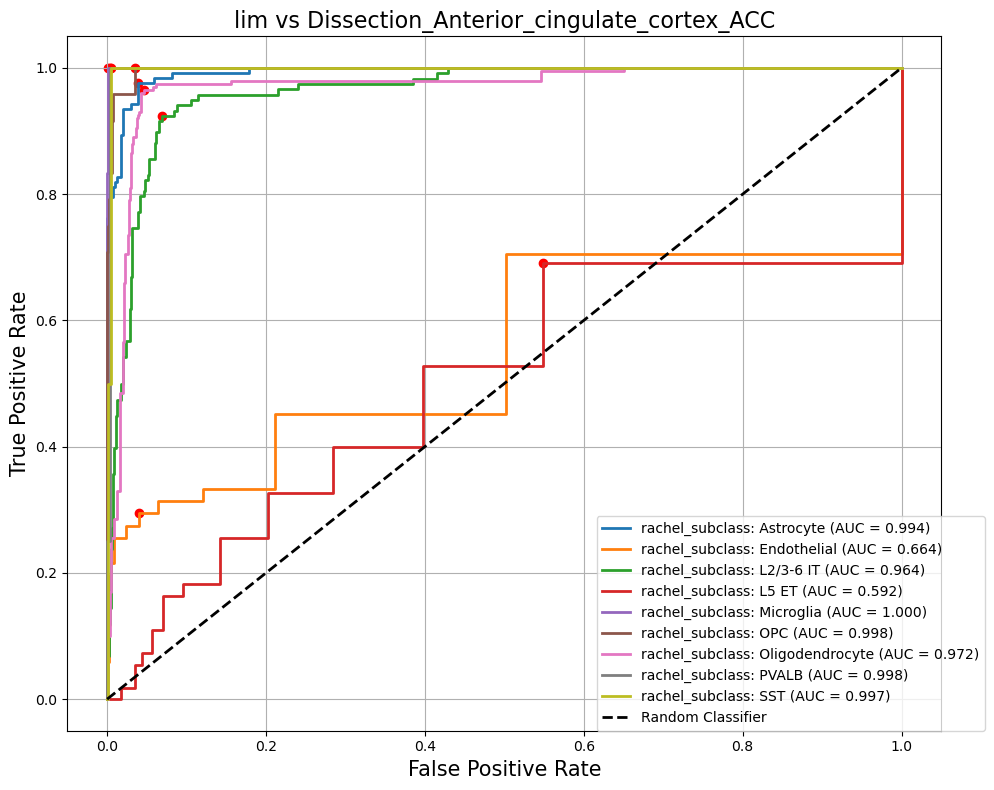 lim vs Dissection_Anterior_cingulate_cortex_ACC
True Positive Rate
1.0
0.8
0.6
0.4
0.2
0.0
rachel_subclass: Astrocyte (AUC = 0.994)
rachel_subclass: Endothelial (AUC = 0.664)
rachel_subclass: L2/3-6 IT (AUC = 0.964)
rachel_subclass: L5 ET (AUC = 0.592)
rachel_subclass: Microglia (AUC = 1.000)
rachel_subclass: OPC (AUC = 0.998)
rachel_subclass: Oligodendrocyte (AUC = 0.972)
rachel_subclass: PVALB (AUC = 0.998)
rachel_subclass: SST (AUC = 0.997)
Random Classifier
0.0 0.2 0.4 0.6 0.8 1.0
False Positive Rate